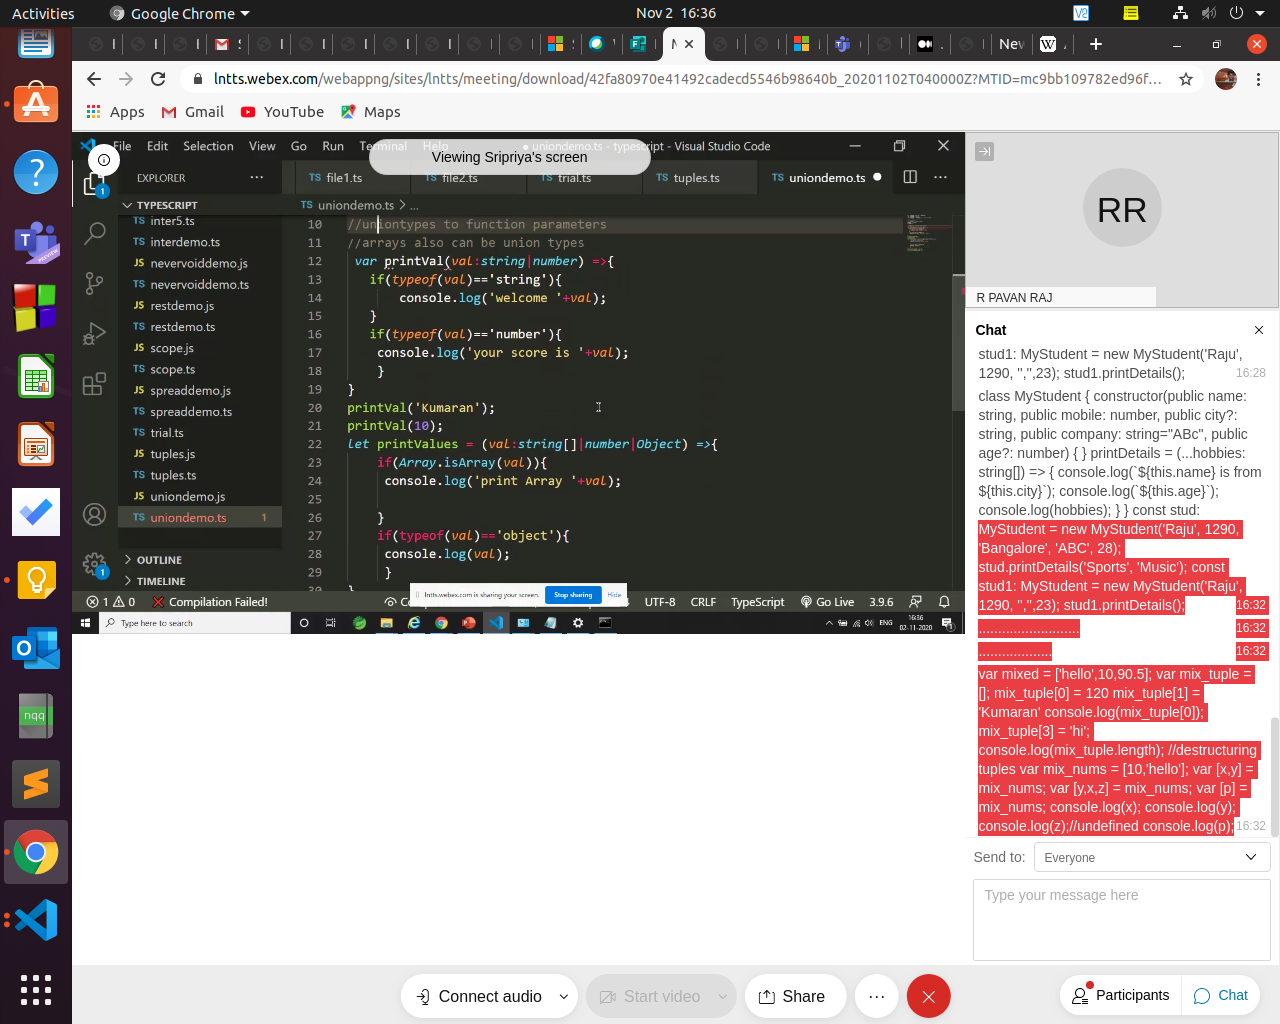 Activities
Google Chrome
Nov 2 16:36
New
lntts.webex.com/webappng/sites/lntts/meeting/download/42fa80970e41492cadecd5546b98640b_20201102T040000Z?MTID=mc9bb109782ed96f...
Apps
Gmail
YouTube
Maps
File Edit Selection View Go Run Terminal Help
uniondemo.ts - typescript - Visual Studio Code
Viewing Sripriya's screen
EXPLORER
TS file1.ts
TS file2.ts
TS trial.ts
TS tuples.ts
TS uniondemo.ts
TYPESCRIPT
TS uniondemo.ts > ...
TS inter5.ts
TS interdemo.ts
JS nevervoiddemo.js
TS nevervoiddemo.ts
JS restdemo.js
TS restdemo.ts
JS scope.js
TS scope.ts
JS spreaddemo.js
TS spreaddemo.ts
TS trial.ts
JS tuples.js
TS tuples.ts
JS uniondemo.js
TS uniondemo.ts 1
OUTLINE
TIMELINE
10 //uniontypes to function parameters
11 //arrays also can be union types
12 var printVal(val:string|number) =>{
13 if(typeof(val)=='string'){
14 console.log('welcome '+val);
15 }
16 if(typeof(val)=='number'){
17 console.log('your score is '+val);
18 }
19 }
20 printVal('Kumaran');
21 printVal(10);
22 let printValues = (val:string[]|number|Object) =>{
23 if(Array.isArray(val)){
24 console.log('print Array '+val);
25
26 }
27 if(typeof(val)=='object'){
28 console.log(val);
29 }
30 }
lntts.webex.com is sharing your screen.
Stop sharing
Hide
1 0 Compilation Failed!
UTF-8 CRLF TypeScript Go Live 3.9.6
Type here to search
ENG
16:36
02-11-2020
RR
R PAVAN RAJ
Chat
stud1: MyStudent = new MyStudent('Raju',
1290, '','',23); stud1.printDetails();
16:28
class MyStudent { constructor(public name:
string, public mobile: number, public city?:
string, public company: string="ABc", public
age?: number) { } printDetails = (...hobbies:
string[]) => { console.log(`${this.name} is from
${this.city}`); console.log(`${this.age}`);
console.log(hobbies); } } const stud:
MyStudent = new MyStudent('Raju', 1290,
'Bangalore', 'ABC', 28);
stud.printDetails('Sports', 'Music'); const
stud1: MyStudent = new MyStudent('Raju',
1290, '','',23); stud1.printDetails();
16:32
..........................
16:32
...................
16:32
var mixed = ['hello',10,90.5]; var mix_tuple =
[]; mix_tuple[0] = 120 mix_tuple[1] =
'Kumaran' console.log(mix_tuple[0]);
mix_tuple[3] = 'hi';
console.log(mix_tuple.length); //destructuring
tuples var mix_nums = [10,'hello']; var [x,y] =
mix_nums; var [y,x,z] = mix_nums; var [p] =
mix_nums; console.log(x); console.log(y);
console.log(z);//undefined console.log(p);
16:32
Send to:
Everyone
Type your message here
Connect audio
Start video
Share
Participants
Chat